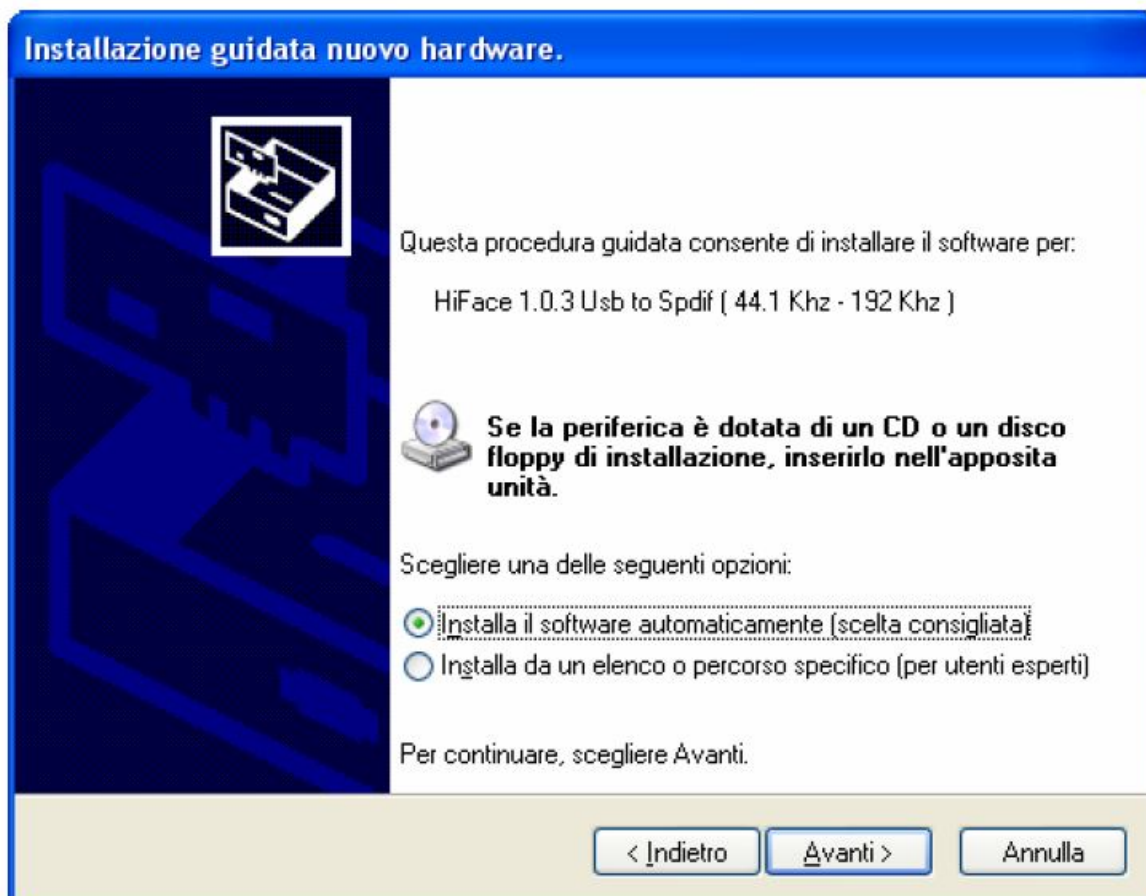 Installazione guidata nuovo hardware.
Questa procedura guidata consente di installare il software per:
HiFace 1.0.3 Usb to Spdif ( 44.1 Khz - 192 Khz )
Se la periferica è dotata di un CD o un disco
floppy di installazione, inserirlo nell'apposita
unità.
Scegliere una delle seguenti opzioni:
Installa il software automaticamente (scelta consigliata)
Installa da un elenco o percorso specifico (per utenti esperti)
Per continuare, scegliere Avanti.
< Indietro Avanti > Annulla